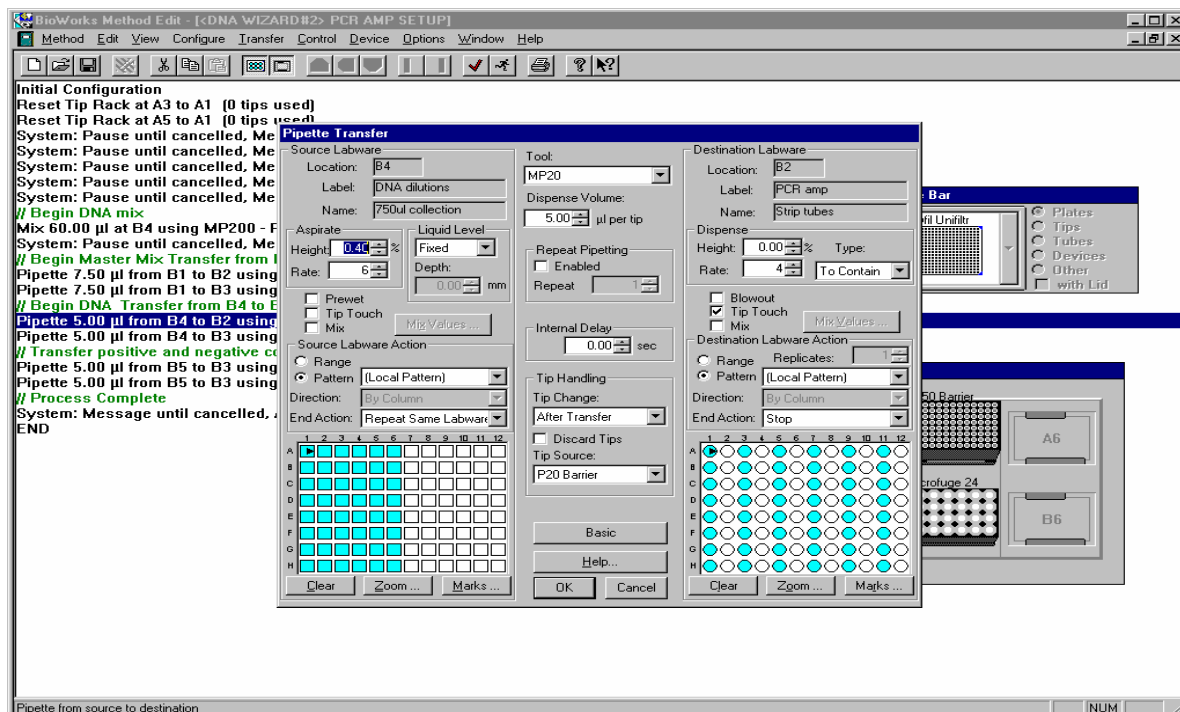 BioWorks Method Edit - [<DNA WIZARD#2> PCR AMP SETUP]
Method Edit View Configure Transfer Control Device Options Window Help
Initial Configuration
Reset Tip Rack at A3 to A1 (0 tips used)
Reset Tip Rack at A5 to A1 (0 tips used)
System: Pause until cancelled, Me
System: Pause until cancelled, Me
System: Pause until cancelled, Me
System: Pause until cancelled, Me
System: Pause until cancelled, Me
// Begin DNA mix
Mix 60.00 µl at B4 using MP200 - P
System: Pause until cancelled, Me
// Begin Master Mix Transfer from
Pipette 7.50 µl from B1 to B2 using
Pipette 7.50 µl from B1 to B3 using
// Begin DNA Transfer from B4 to B
Pipette 5.00 µl from B4 to B2 using
Pipette 5.00 µl from B4 to B3 using
// Transfer positive and negative co
Pipette 5.00 µl from B5 to B3 using
Pipette 5.00 µl from B5 to B3 using
// Process Complete
System: Message until cancelled,
END
Pipette Transfer
Source Labware
Location: B4
Label: DNA dilutions
Name: 750ul collection
Aspirate
Height: 0.40 %
Rate: 6
Liquid Level
Fixed
Depth:
0.00 mm
Prewet
Tip Touch
Mix
Mix Values ...
Source Labware Action
Range
Pattern (Local Pattern)
Direction: By Column
End Action: Repeat Same Labware
1 2 3 4 5 6 7 8 9 10 11 12
A
B
C
D
E
F
G
H
Clear Zoom ... Marks ...
Tool:
MP20
Dispense Volume:
5.00 µl per tip
Repeat Pipetting
Enabled
Repeat 1
Internal Delay
0.00 sec
Tip Handling
Tip Change:
After Transfer
Discard Tips
Tip Source:
P20 Barrier
Basic
Help...
OK Cancel
Destination Labware
Location: B2
Label: PCR amp
Name: Strip tubes
Dispense
Height: 0.00 % Type:
Rate: 4 To Contain
Blowout
Tip Touch
Mix
Mix Values ...
Destination Labware Action
Range Replicates: 1
Pattern (Local Pattern)
Direction: By Column
End Action: Stop
1 2 3 4 5 6 7 8 9 10 11 12
A
B
C
D
E
F
G
H
Clear Zoom ... Marks ...
Bar
fil Unifiltr
Plates
Tips
Tubes
Devices
Other
with Lid
50 Barrier
A6
crofuge 24
B6
Pipette from source to destination
NUM